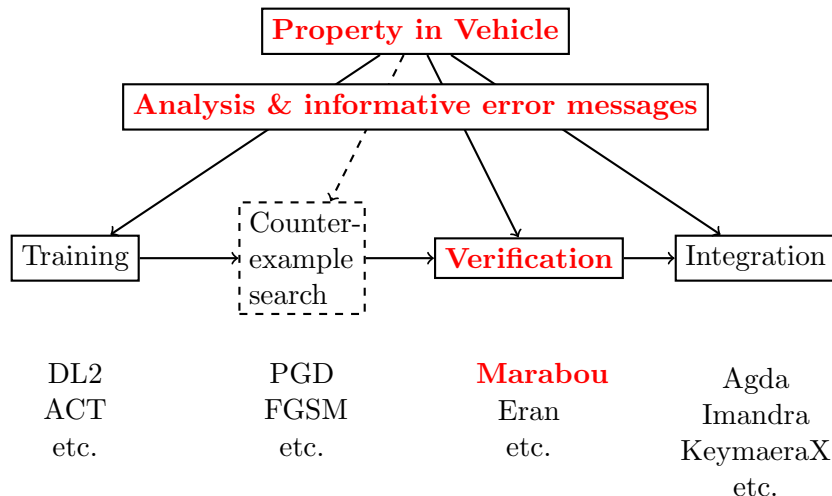 Property in Vehicle
Analysis & informative error messages
Training
Counter-
example
search
Verification
Integration
DL2
ACT
etc.
PGD
FGSM
etc.
Marabou
Eran
etc.
Agda
Imandra
KeymaeraX
etc.